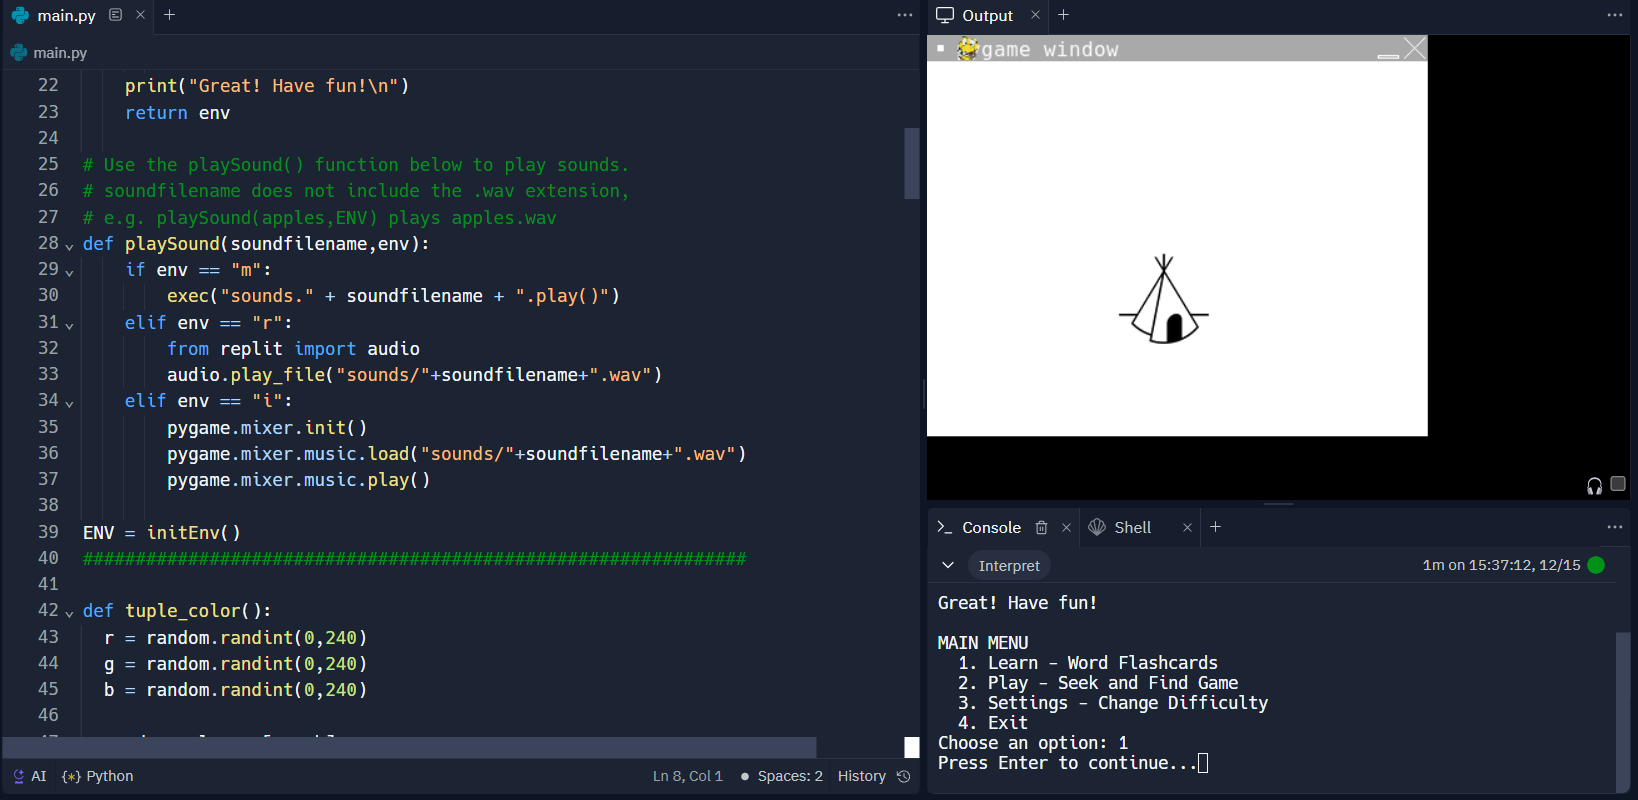 main.py
main.py
22 print("Great! Have fun!\n")
23 return env
24
25 # Use the playSound() function below to play sounds.
26 # soundfilename does not include the .wav extension,
27 # e.g. playSound(apples,ENV) plays apples.wav
28 def playSound(soundfilename,env):
29 if env == "m":
30 exec("sounds." + soundfilename + ".play()")
31 elif env == "r":
32 from replit import audio
33 audio.play_file("sounds/"+soundfilename+".wav")
34 elif env == "i":
35 pygame.mixer.init()
36 pygame.mixer.music.load("sounds/"+soundfilename+".wav")
37 pygame.mixer.music.play()
38
39 ENV = initEnv()
40 ###############################################################
41
42 def tuple_color():
43 r = random.randint(0,240)
44 g = random.randint(0,240)
45 b = random.randint(0,240)
46
AI {*} Python Ln 8, Col 1 Spaces: 2 History
Output
game window
Console Shell
Interpret 1m on 15:37:12, 12/15
Great! Have fun!
MAIN MENU
1. Learn - Word Flashcards
2. Play - Seek and Find Game
3. Settings - Change Difficulty
4. Exit
Choose an option: 1
Press Enter to continue...